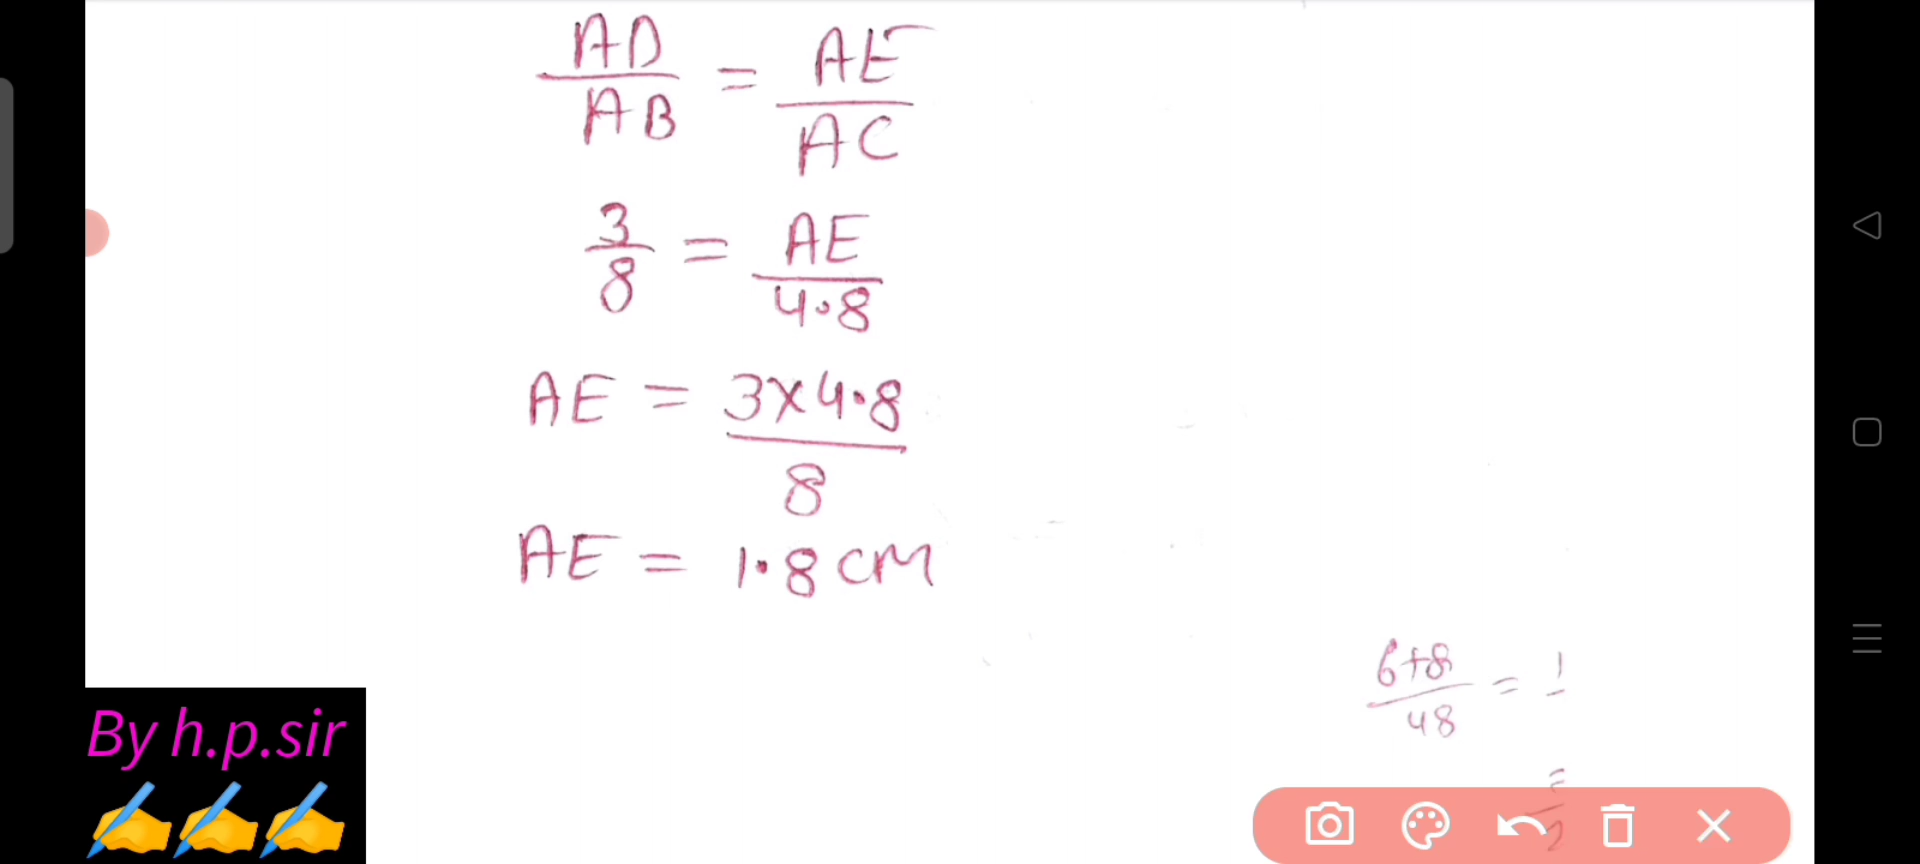 AD/AB = AE/AC
3/8 = AE/4.8
AE = 3×4.8/8
AE = 1.8 CM
6+8/48 = 1
=
By h.p.sir
✍✍✍